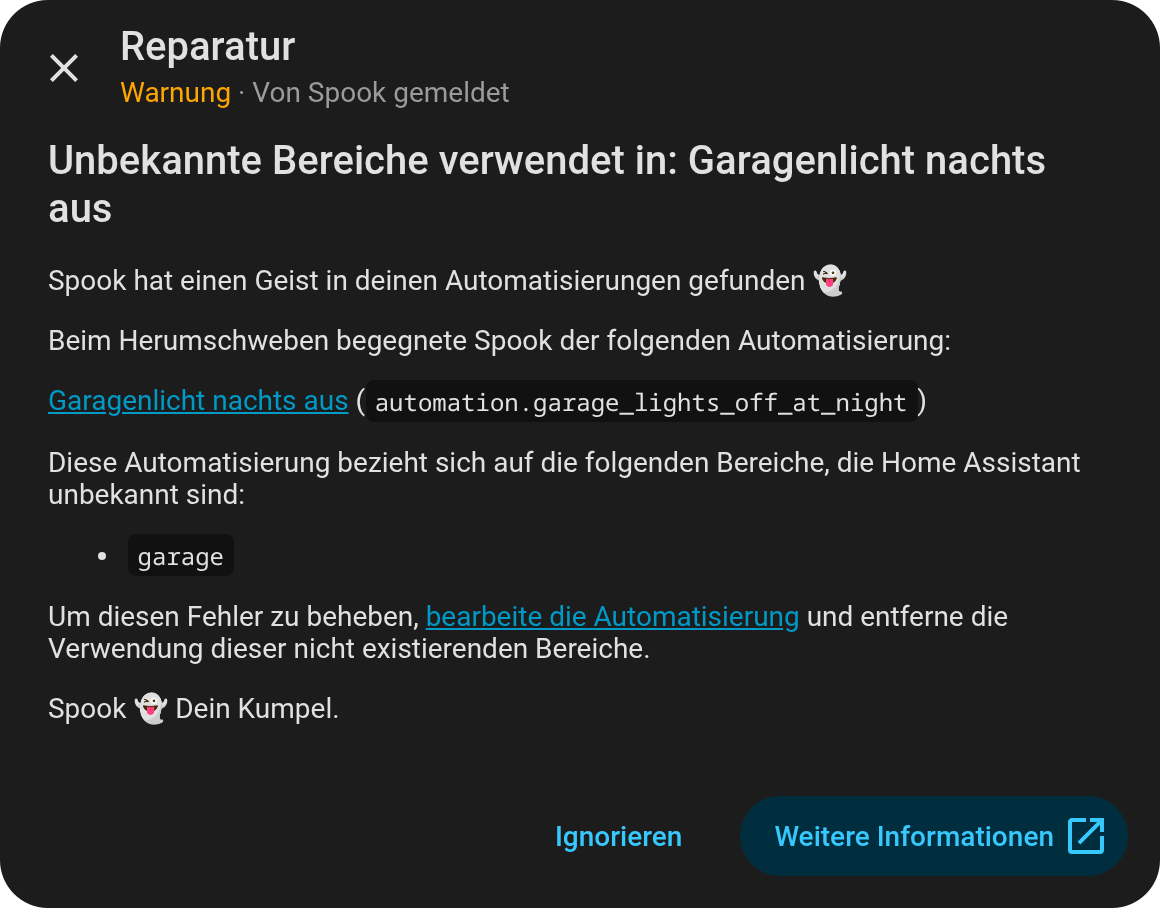 Reparatur
Warnung · Von Spook gemeldet
Unbekannte Bereiche verwendet in: Garagenlicht nachts
aus
Spook hat einen Geist in deinen Automatisierungen gefunden 👻
Beim Herumschweben begegnete Spook der folgenden Automatisierung:
Garagenlicht nachts aus (automation.garage_lights_off_at_night)
Diese Automatisierung bezieht sich auf die folgenden Bereiche, die Home Assistant
unbekannt sind:
• garage
Um diesen Fehler zu beheben, bearbeite die Automatisierung und entferne die
Verwendung dieser nicht existierenden Bereiche.
Spook 👻 Dein Kumpel.
Ignorieren
Weitere Informationen